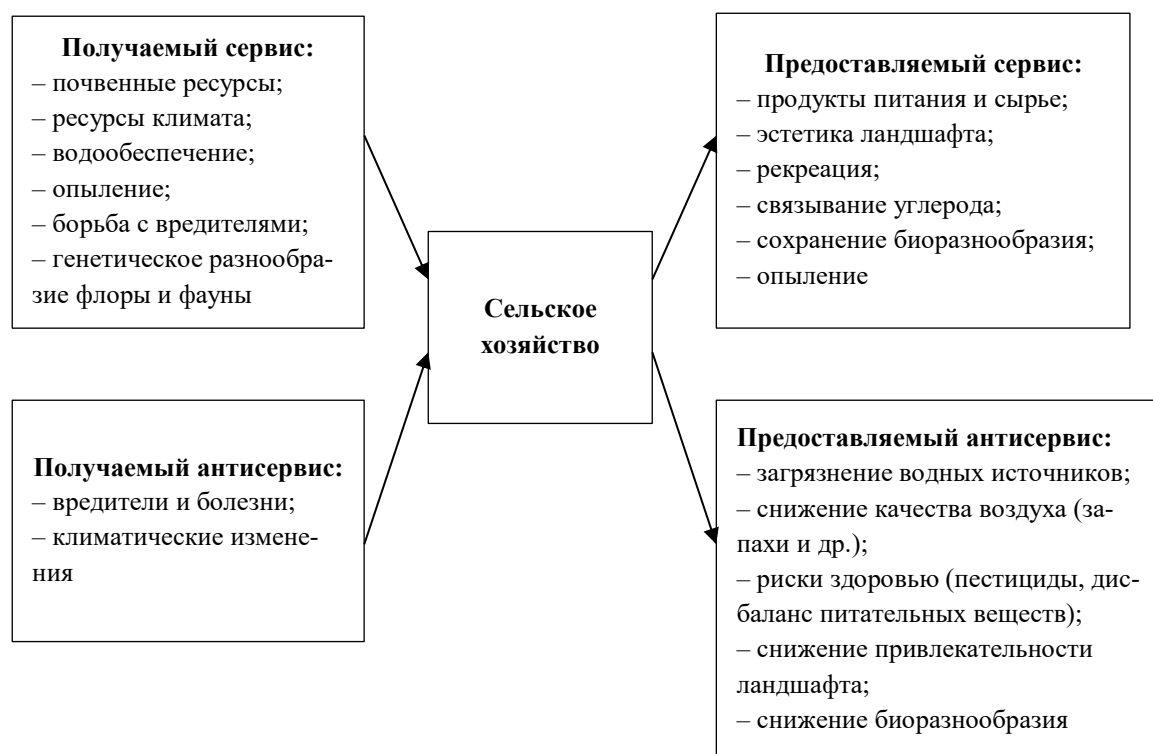 Получаемый сервис:
– почвенные ресурсы;
– ресурсы климата;
– водообеспечение;
– опыление;
– борьба с вредителями;
– генетическое разнообра-
зие флоры и фауны
Предоставляемый сервис:
– продукты питания и сырье;
– эстетика ландшафта;
– рекреация;
– связывание углерода;
– сохранение биоразнообразия;
– опыление
Сельское
хозяйство
Получаемый антисервис:
– вредители и болезни;
– климатические измене-
ния
Предоставляемый антисервис:
– загрязнение водных источников;
– снижение качества воздуха (за-
пахи и др.);
– риски здоровью (пестициды, дис-
баланс питательных веществ);
– снижение привлекательности
ландшафта;
– снижение биоразнообразия